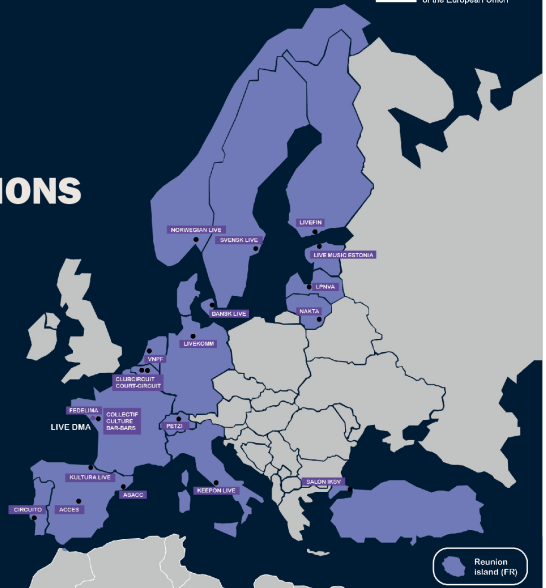 of the European Union
IONS
NORWEGIAN LIVE
SVENSK LIVE
LIVEFIN
LIVE MUSIC ESTONIA
LPNVA
NAKTA
DANSK LIVE
LIVEKOMM
VNPF
CLUBCIRCUIT
COURT-CIRCUIT
FEDELIMA
COLLECTIF
CULTURE
BAR-BARS
LIVE DMA
PETZI
KULTURA LIVE
ASACC
KEEPON LIVE
SALON IKSV
CIRCUITO
ACCES
Reunion
island (FR)